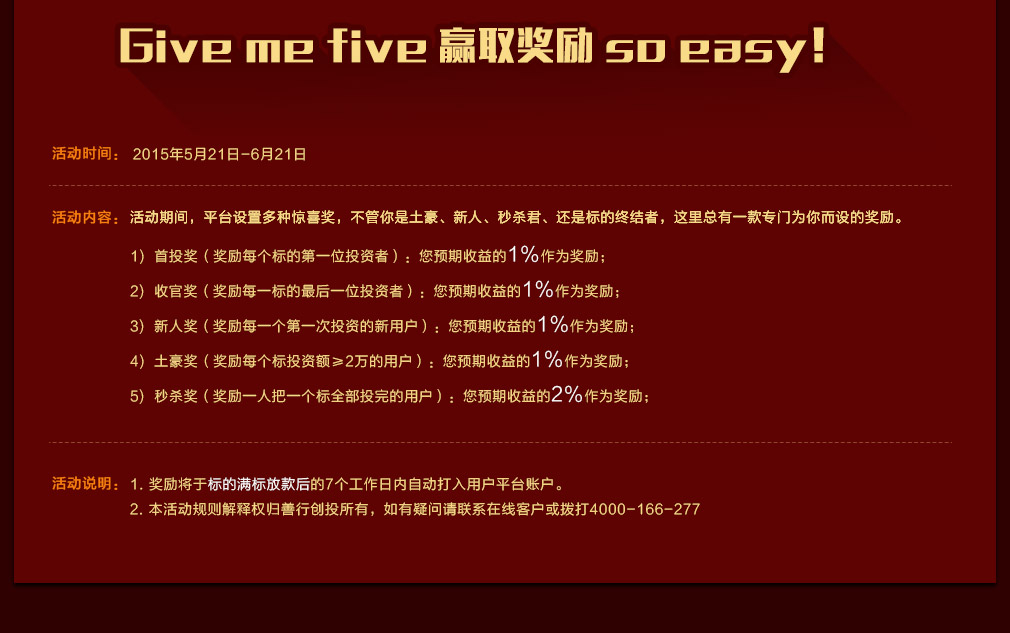 Give me five 赢取奖励 so easy!
活动时间： 2015年5月21日-6月21日
活动内容： 活动期间，平台设置多种惊喜奖，不管你是土豪、新人、秒杀君、还是标的终结者，这里总有一款专门为你而设的奖励。
1) 首投奖（奖励每个标的第一位投资者）：您预期收益的1%作为奖励；
2) 收官奖（奖励每一标的最后一位投资者）：您预期收益的1%作为奖励；
3) 新人奖（奖励每一个第一次投资的新用户）：您预期收益的1%作为奖励；
4) 土豪奖（奖励每个标投资额≥2万的用户）：您预期收益的1%作为奖励；
5) 秒杀奖（奖励一人把一个标全部投完的用户）：您预期收益的2%作为奖励；
活动说明： 1. 奖励将于标的满标放款后的7个工作日内自动打入用户平台账户。
2. 本活动规则解释权归善行创投所有，如有疑问请联系在线客户或拨打4000-166-277